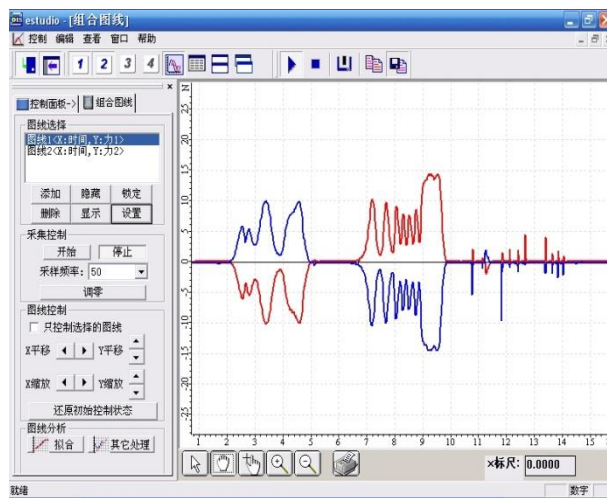 estudio - [组合图线]
控制 编辑 查看 窗口 帮助
1 2 3 4
控制面板-> 组合图线
图线选择
图线1<X:时间,Y:力1>
图线2<X:时间,Y:力2>
添加 隐藏 锁定
删除 显示 设置
采集控制
开始 停止
采样频率: 50
调零
图线控制
只控制选择的图线
X平移 Y平移
X缩放 Y缩放
还原初始控制状态
图线分析
拟合 其它处理
N
25
20
15
10
5
0
-5
-10
-15
-20
-25
1 2 3 4 5 6 7 8 9 10 11 12 13 14 15
x标尺: 0.0000
就绪
数字